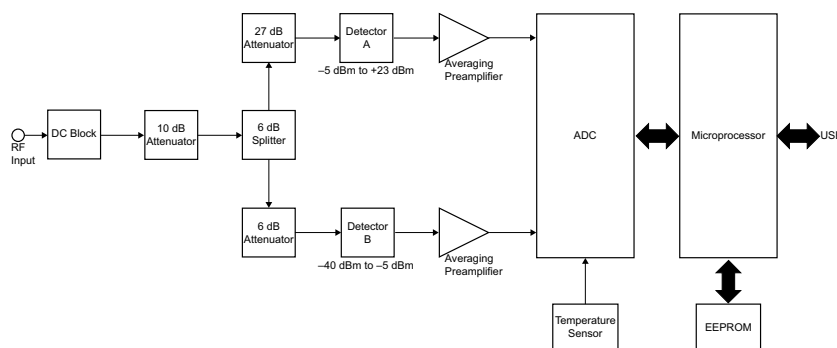 RF
Input
DC Block
10 dB
Attenuator
6 dB
Splitter
27 dB
Attenuator
Detector
A
–5 dBm to +23 dBm
Averaging
Preamplifier
6 dB
Attenuator
Detector
B
–40 dBm to –5 dBm
Averaging
Preamplifier
ADC
Temperature
Sensor
Microprocessor
EEPROM